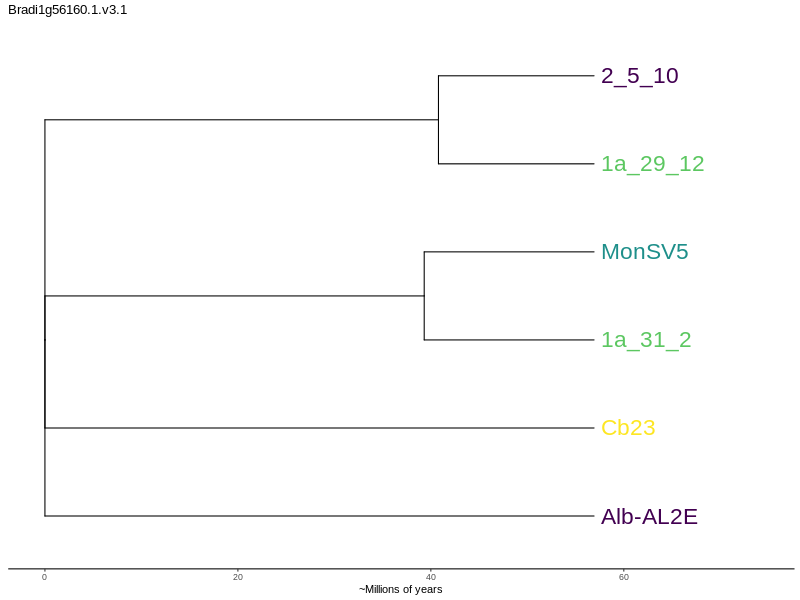 Bradi1g56160.1.v3.1
2_5_10
1a_29_12
MonSV5
1a_31_2
Cb23
Alb-AL2E
0 20 40 60
~Millions of years